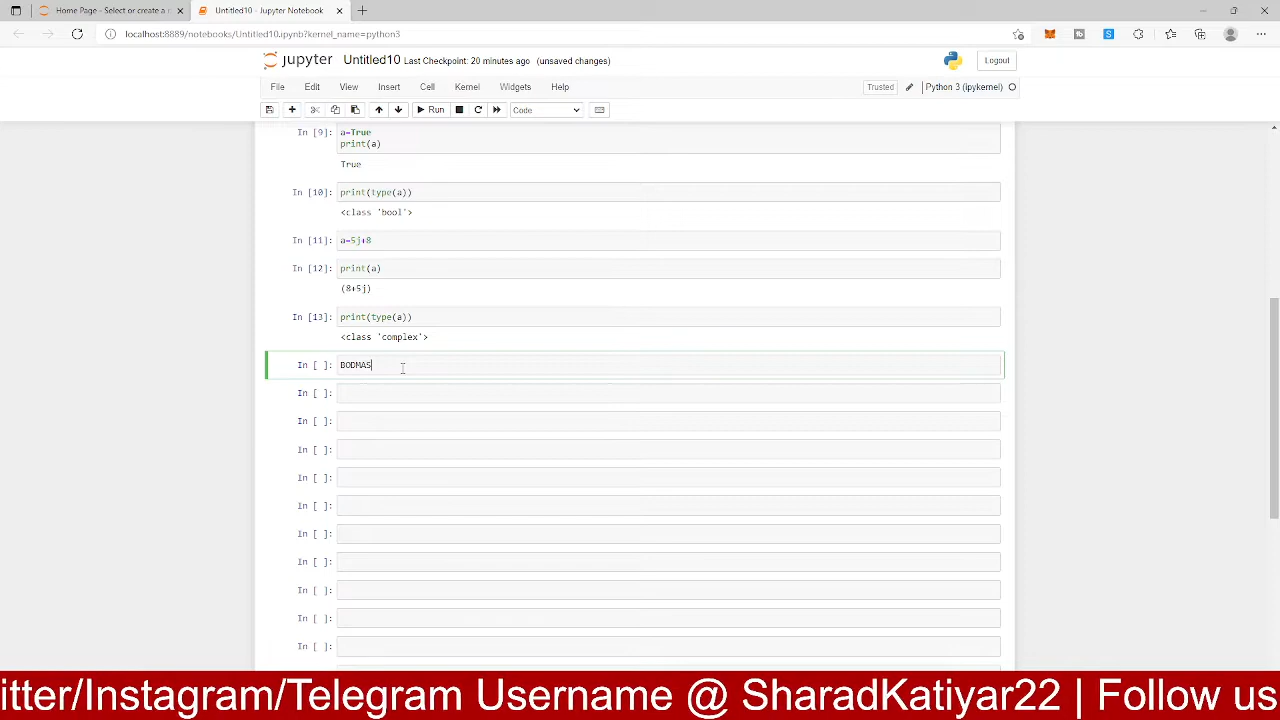 Home Page - Select or create a n
Untitled10 - Jupyter Notebook
localhost:8889/notebooks/Untitled10.ipynb?kernel_name=python3
jupyter Untitled10 Last Checkpoint: 20 minutes ago (unsaved changes)
Logout
File Edit View Insert Cell Kernel Widgets Help
Trusted
Python 3 (ipykernel)
Run
Code
In [9]: a=True
print(a)
True
In [10]: print(type(a))
<class 'bool'>
In [11]: a=5j+8
In [12]: print(a)
(8+5j)
In [13]: print(type(a))
<class 'complex'>
In [ ]: BODMAS
In [ ]:
In [ ]:
In [ ]:
In [ ]:
In [ ]:
In [ ]:
In [ ]:
In [ ]:
In [ ]:
In [ ]:
itter/Instagram/Telegram Username @ SharadKatiyar22 | Follow us